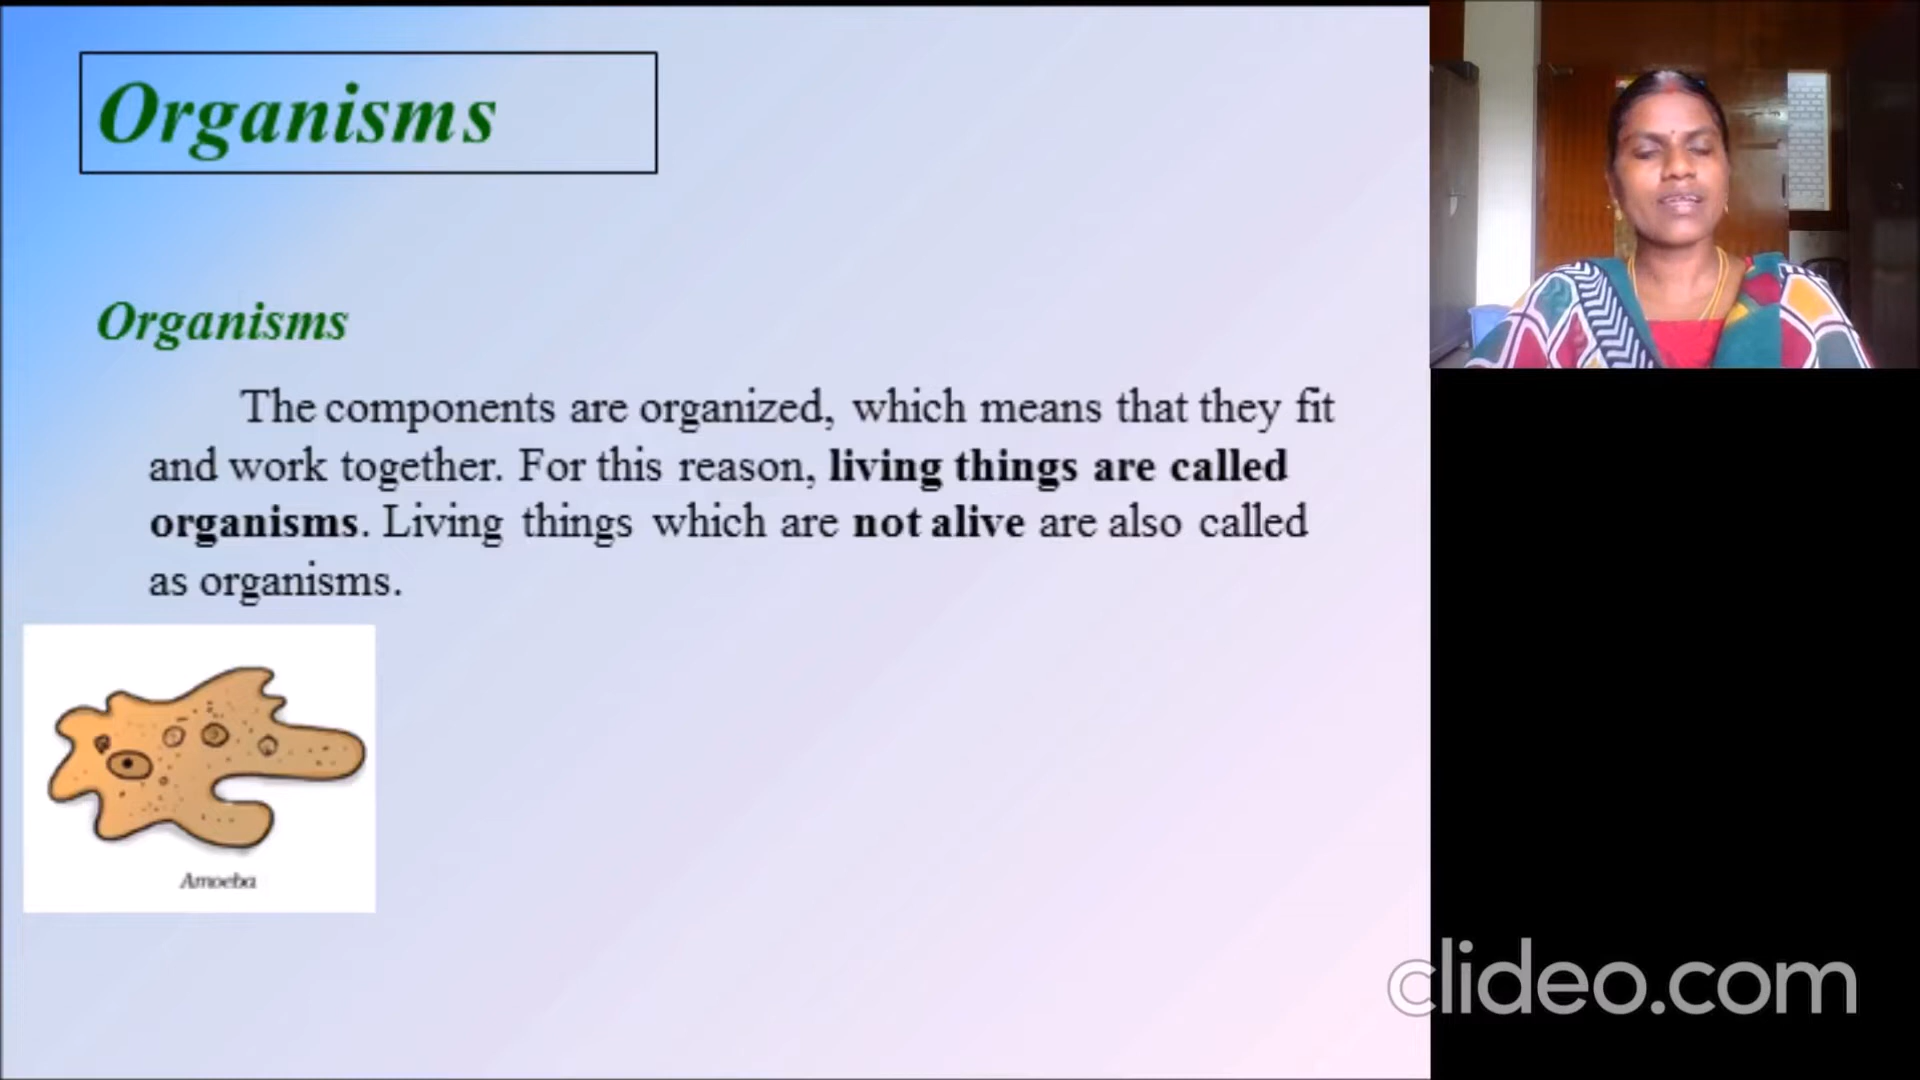 Organisms
Organisms
The components are organized, which means that they fit
and work together. For this reason, living things are called
organisms. Living things which are not alive are also called
as organisms.
Amoeba
clideo.com